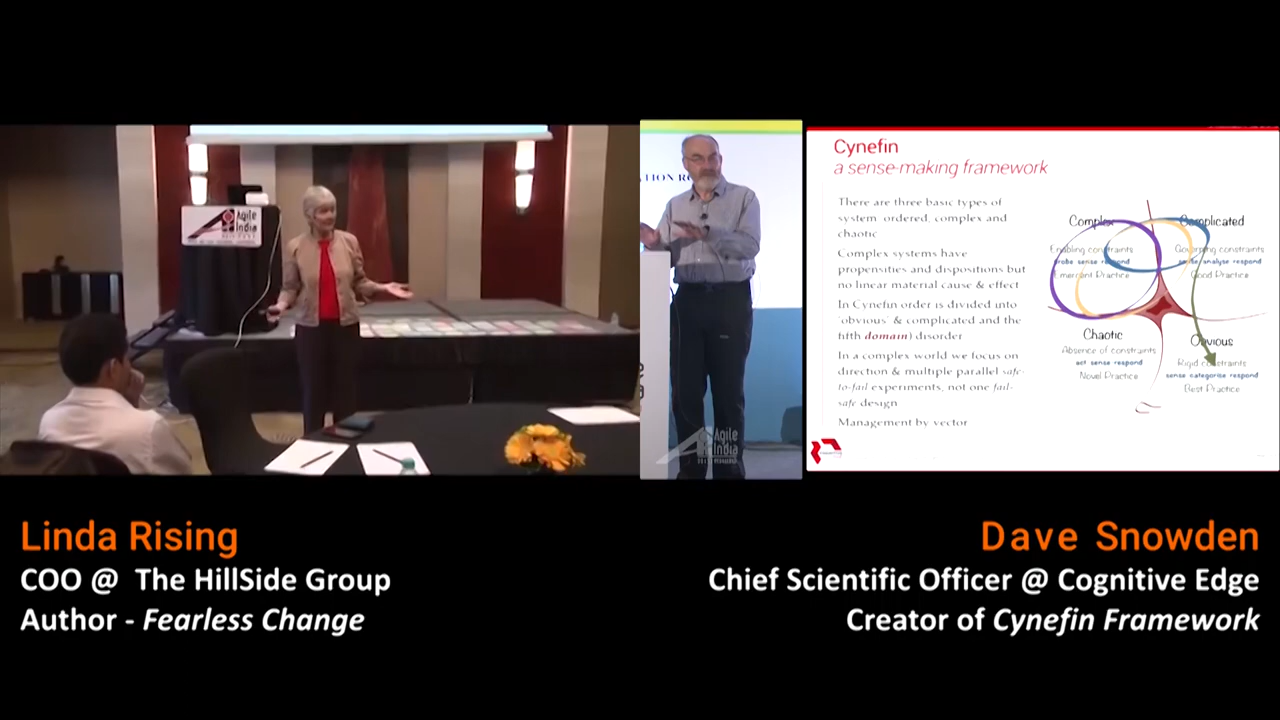 Agile
India
TION RO
Agile
India
Cynefin
a sense-making framework
There are three basic types of
system ordered, complex and
chaotic
Complex systems have
propensities and dispositions but
no linear material cause & effect
In Cynefin order is divided into
'obvious' & complicated and the
fifth domain) disorder
In a complex world we focus on
direction & multiple parallel safe-
to-fail experiments, not one fail-
safe design
Management by vector
Complex
Enabling constraints
probe sense respond
Emergent Practice
Complicated
Governing constraints
sense analyse respond
Good Practice
Chaotic
Absence of constraints
act sense respond
Novel Practice
Obvious
Rigid constraints
sense categorise respond
Best Practice
Linda Rising
COO @ The HillSide Group
Author - Fearless Change
Dave Snowden
Chief Scientific Officer @ Cognitive Edge
Creator of Cynefin Framework